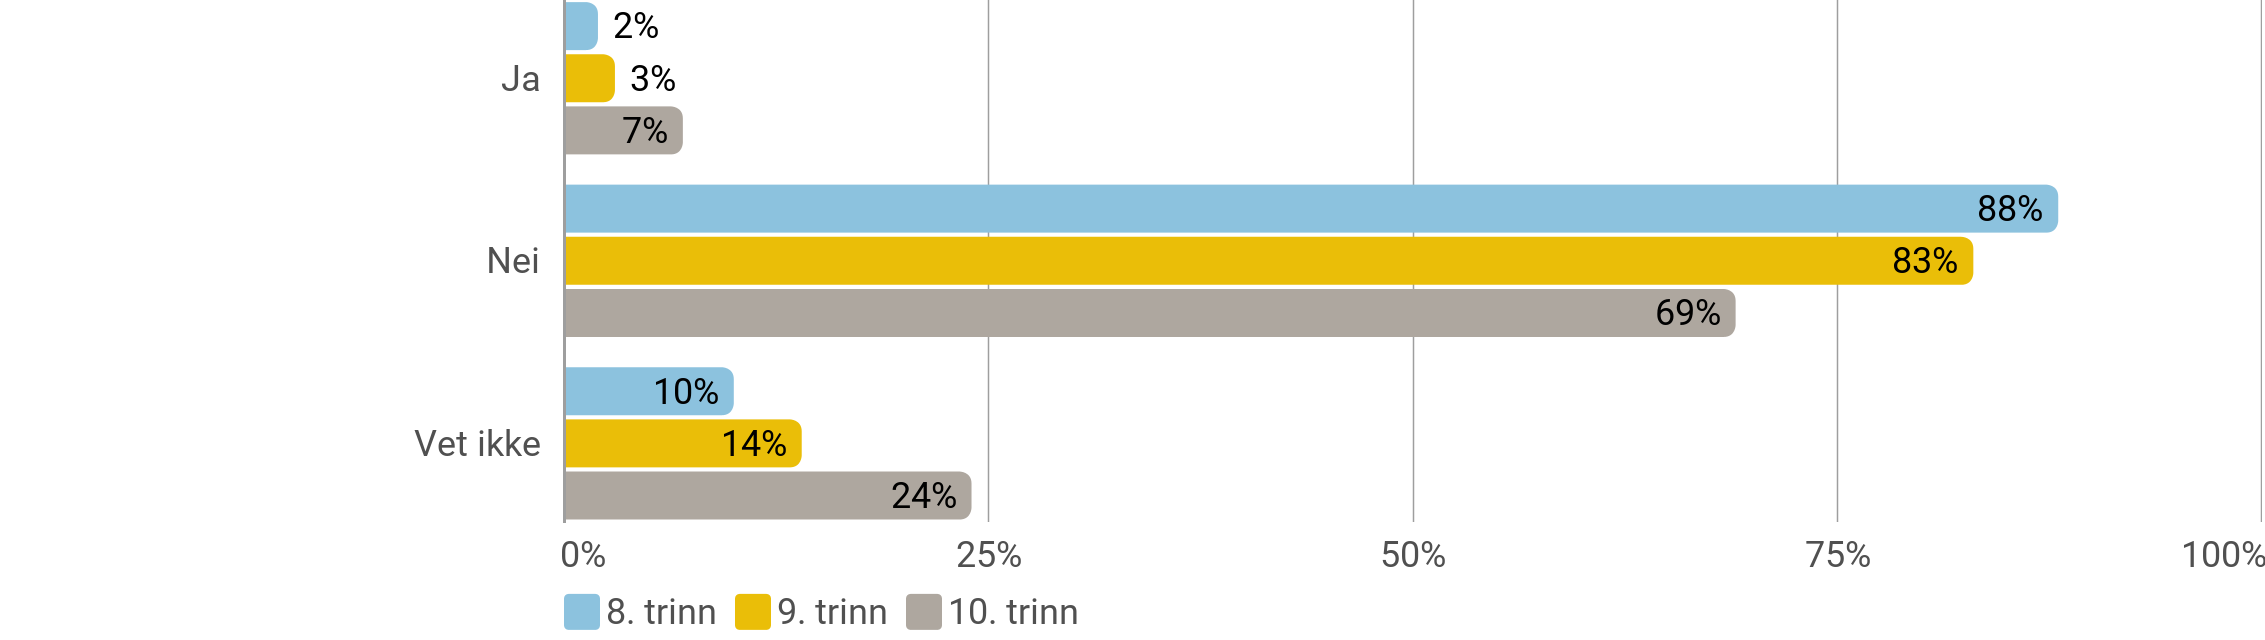 2%
Ja 3%
7%
88%
Nei 83%
69%
10%
Vet ikke 14%
24%
0% 25% 50% 75% 100%
8. trinn 9. trinn 10. trinn